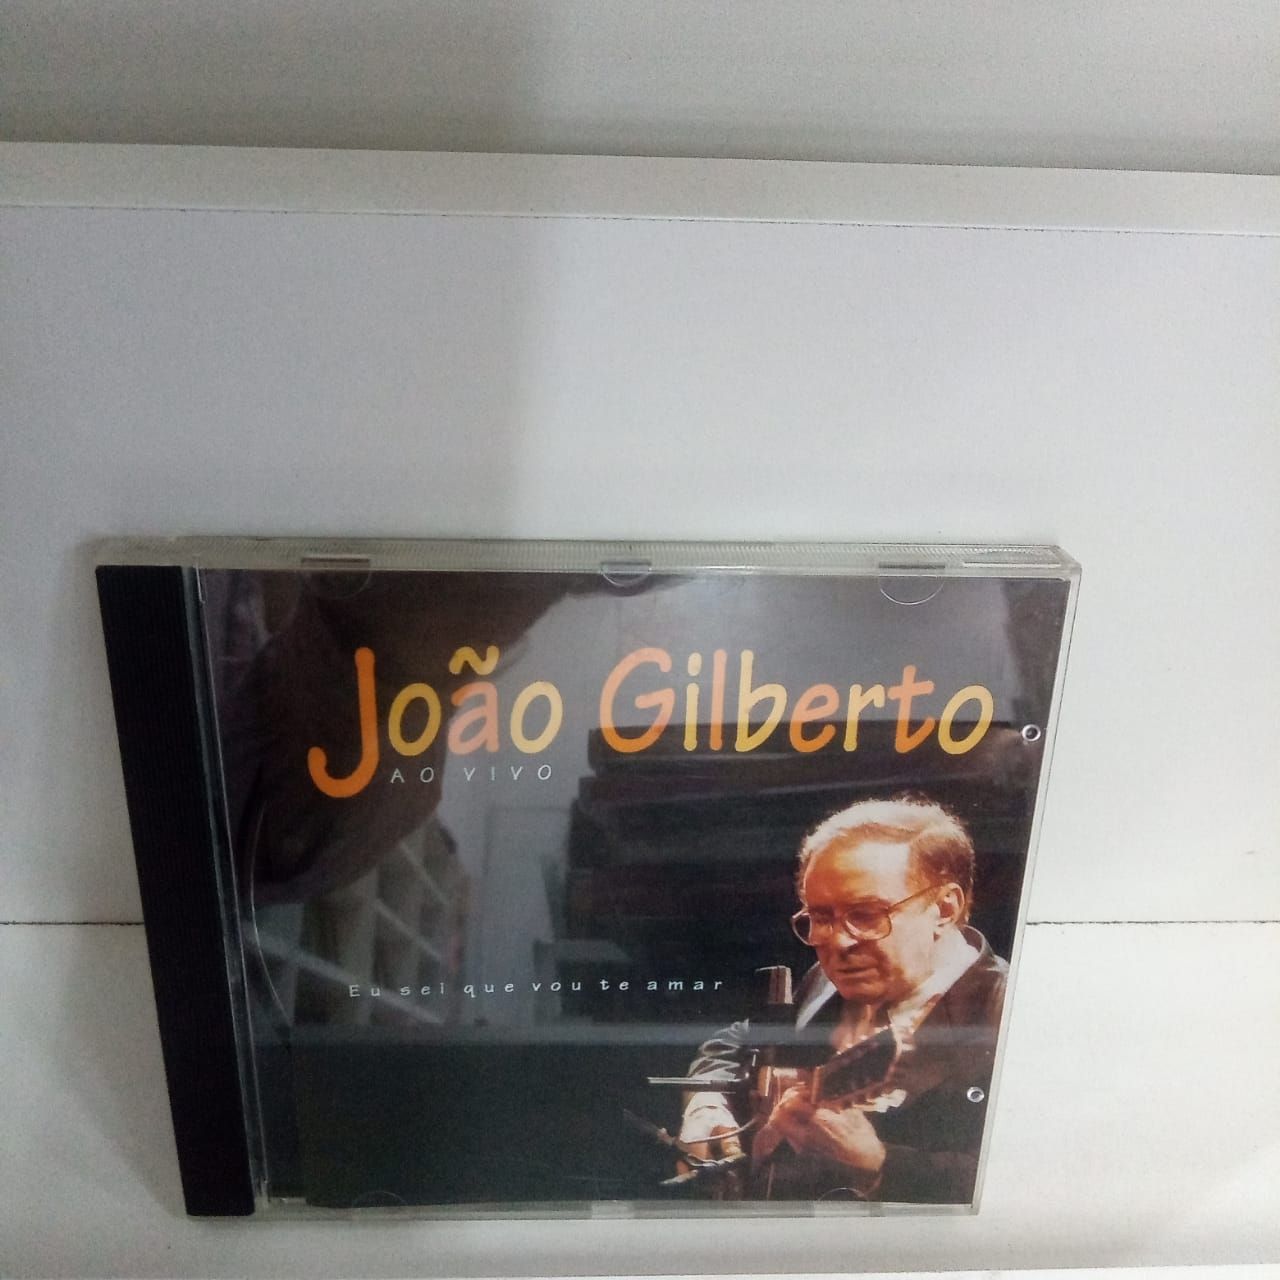 João Gilberto
AO VIVO
Eu sei que vou te amar